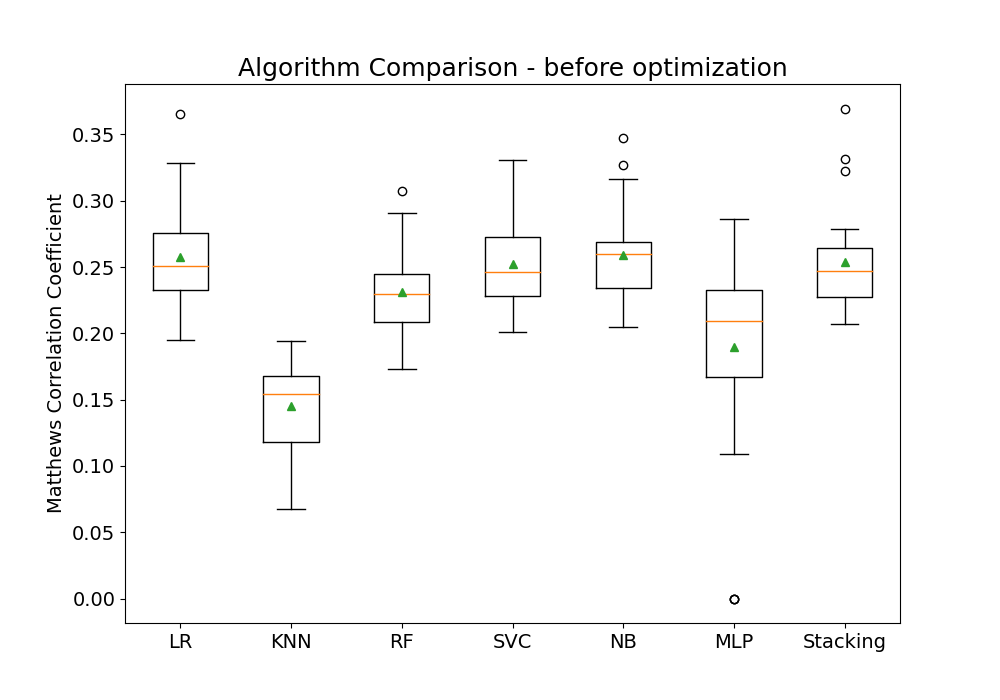 Algorithm Comparison - before optimization
Matthews Correlation Coefficient
0.35
0.30
0.25
0.20
0.15
0.10
0.05
0.00
LR KNN RF SVC NB MLP Stacking